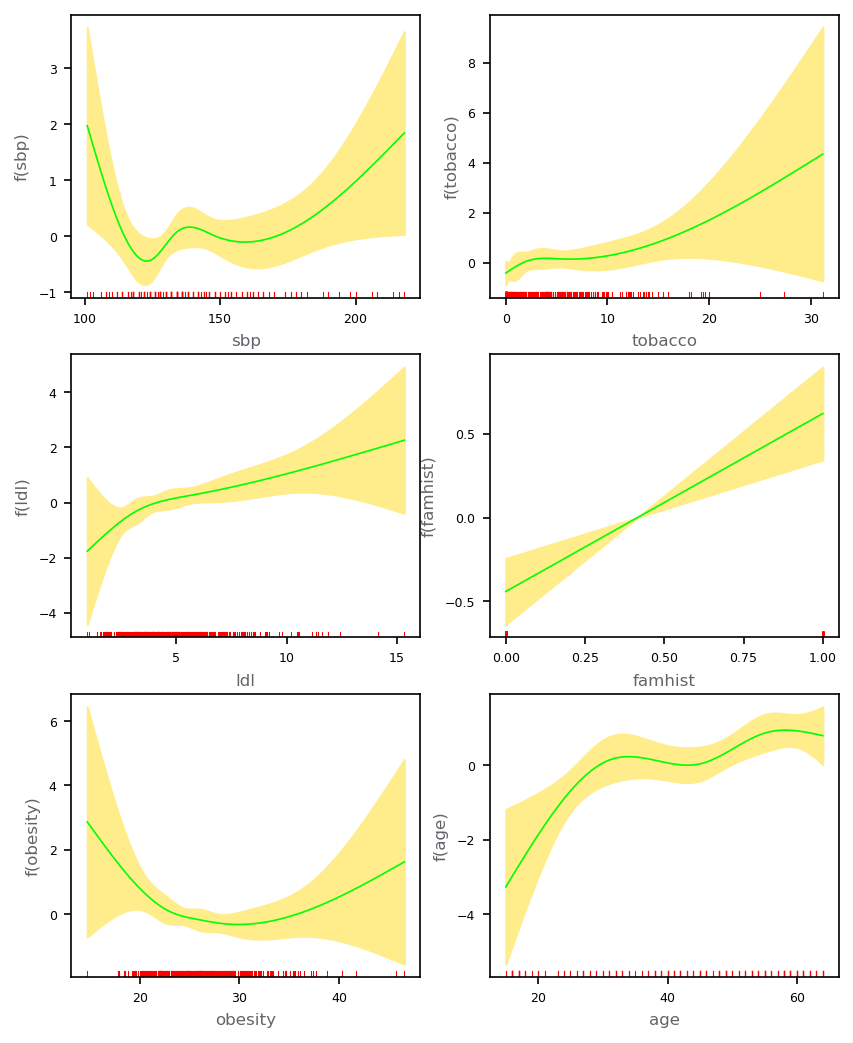 f(sbp)
3
2
1
0
−1
100 150 200
sbp
f(tobacco)
8
6
4
2
0
0 10 20 30
tobacco
f(ldl)
4
2
0
−2
−4
5 10 15
ldl
f(famhist)
0.5
0.0
−0.5
0.00 0.25 0.50 0.75 1.00
famhist
f(obesity)
6
4
2
0
20 30 40
obesity
f(age)
0
−2
−4
20 40 60
age